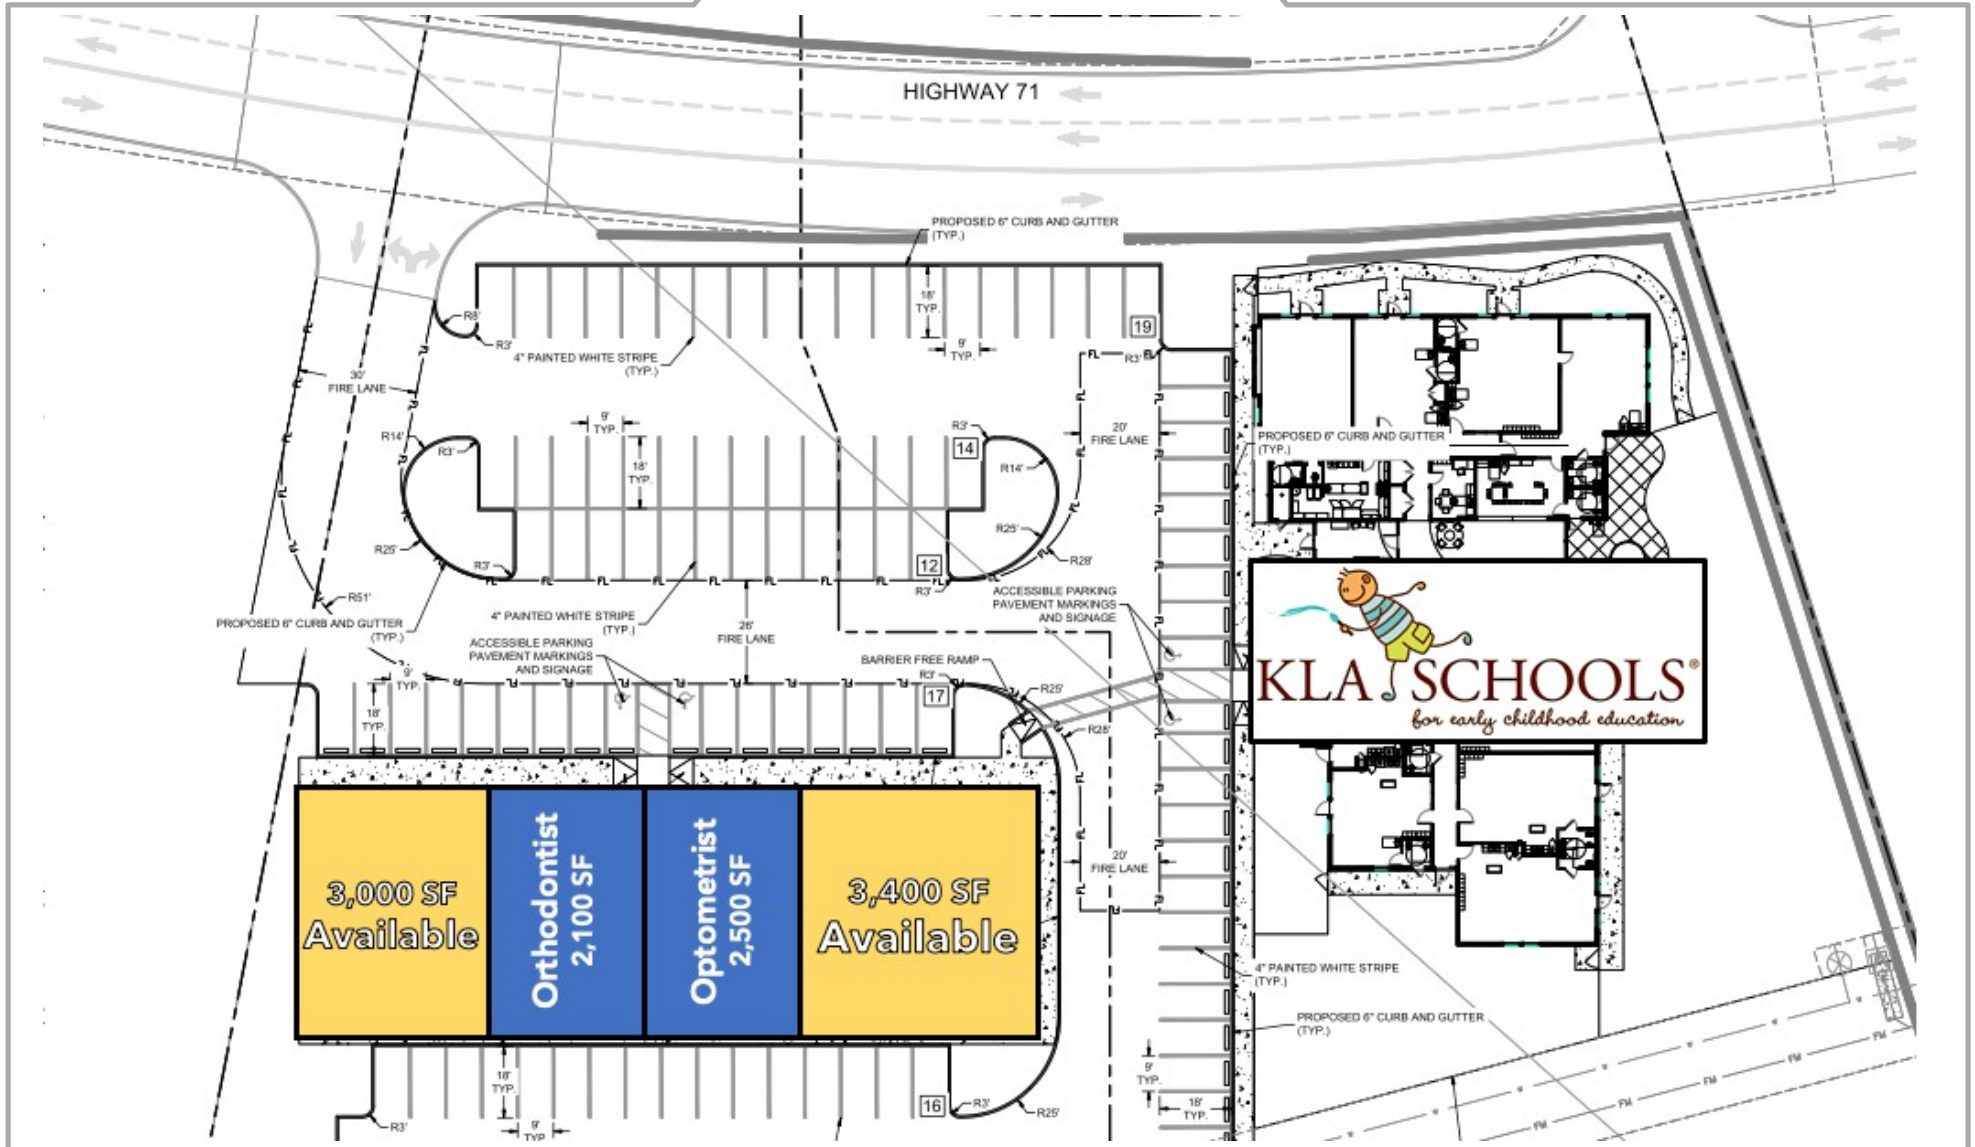 HIGHWAY 71
PROPOSED 6" CURB AND GUTTER
(TYP.)
18'
TYP.
R8'
R3'
19
9'
TYP.
R3'
4" PAINTED WHITE STRIPE
(TYP.)
FL
30'
FIRE LANE
9'
TYP.
R14'
R3'
18'
TYP.
R3'
14
R14'
20'
FIRE LANE
PROPOSED 6" CURB AND GUTTER
(TYP.)
R25'
R3'
R25'
R28'
12
R3'
R51'
PROPOSED 6" CURB AND GUTTER
(TYP.)
4" PAINTED WHITE STRIPE
(TYP.)
26'
FIRE LANE
ACCESSIBLE PARKING
PAVEMENT MARKINGS
AND SIGNAGE
ACCESSIBLE PARKING
PAVEMENT MARKINGS
AND SIGNAGE
BARRIER FREE RAMP
R3'
R25'
R28'
9'
TYP.
18'
TYP.
17
KLA SCHOOLS®
for early childhood education
3,000 SF
Available
Orthodontist
2,100 SF
Optometrist
2,500 SF
3,400 SF
Available
20'
FIRE LANE
4" PAINTED WHITE STRIPE
(TYP.)
PROPOSED 6" CURB AND GUTTER
(TYP.)
18'
TYP.
9'
TYP.
R3'
16
R3'
R25'
9'
TYP.
18'
TYP.
FM
FM
FM
FM